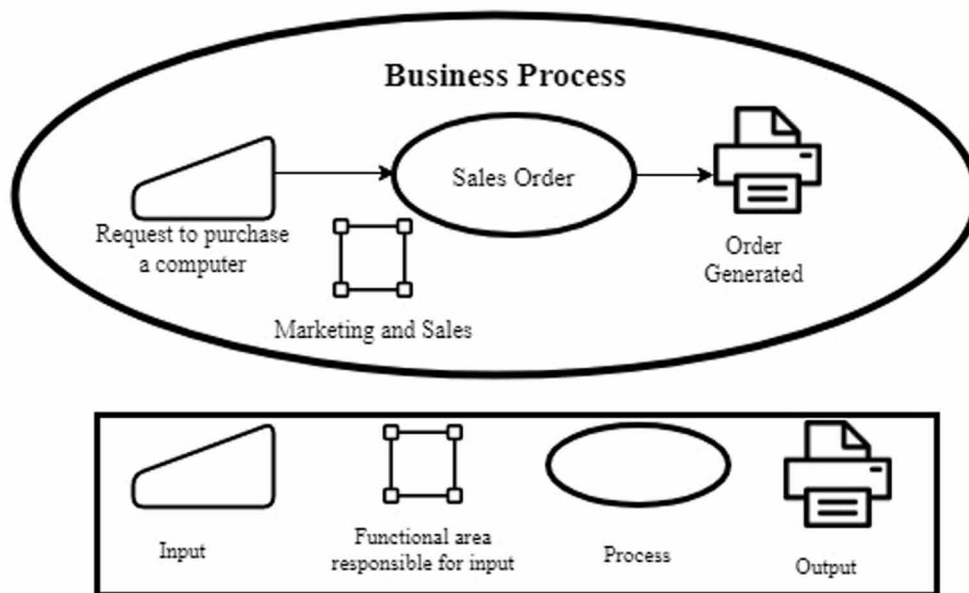 Business Process
Sales Order
Request to purchase
a computer
Order
Generated
Marketing and Sales
Input
Functional area
responsible for input
Process
Output